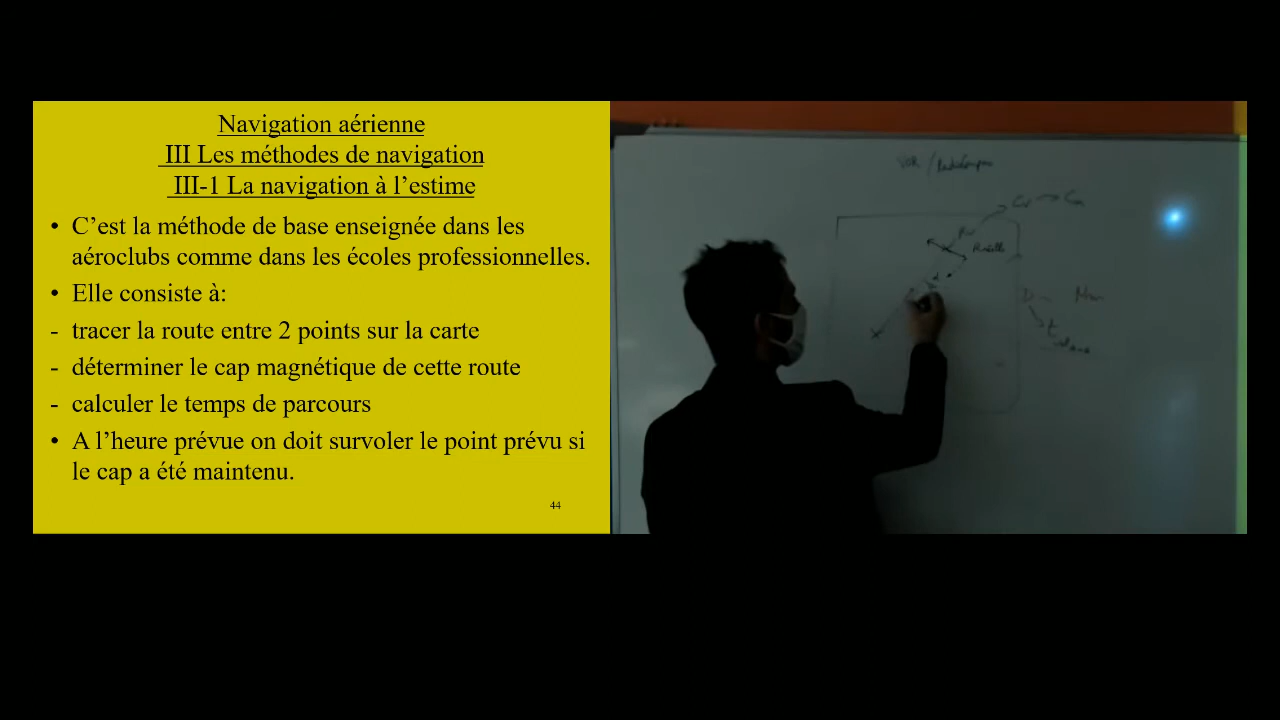 Navigation aérienne
III Les méthodes de navigation
III-1 La navigation à l’estime
• C’est la méthode de base enseignée dans les
aéroclubs comme dans les écoles professionnelles.
• Elle consiste à:
- tracer la route entre 2 points sur la carte
- déterminer le cap magnétique de cette route
- calculer le temps de parcours
• A l’heure prévue on doit survoler le point prévu si
le cap a été maintenu.
44
VOR / Radiocompas